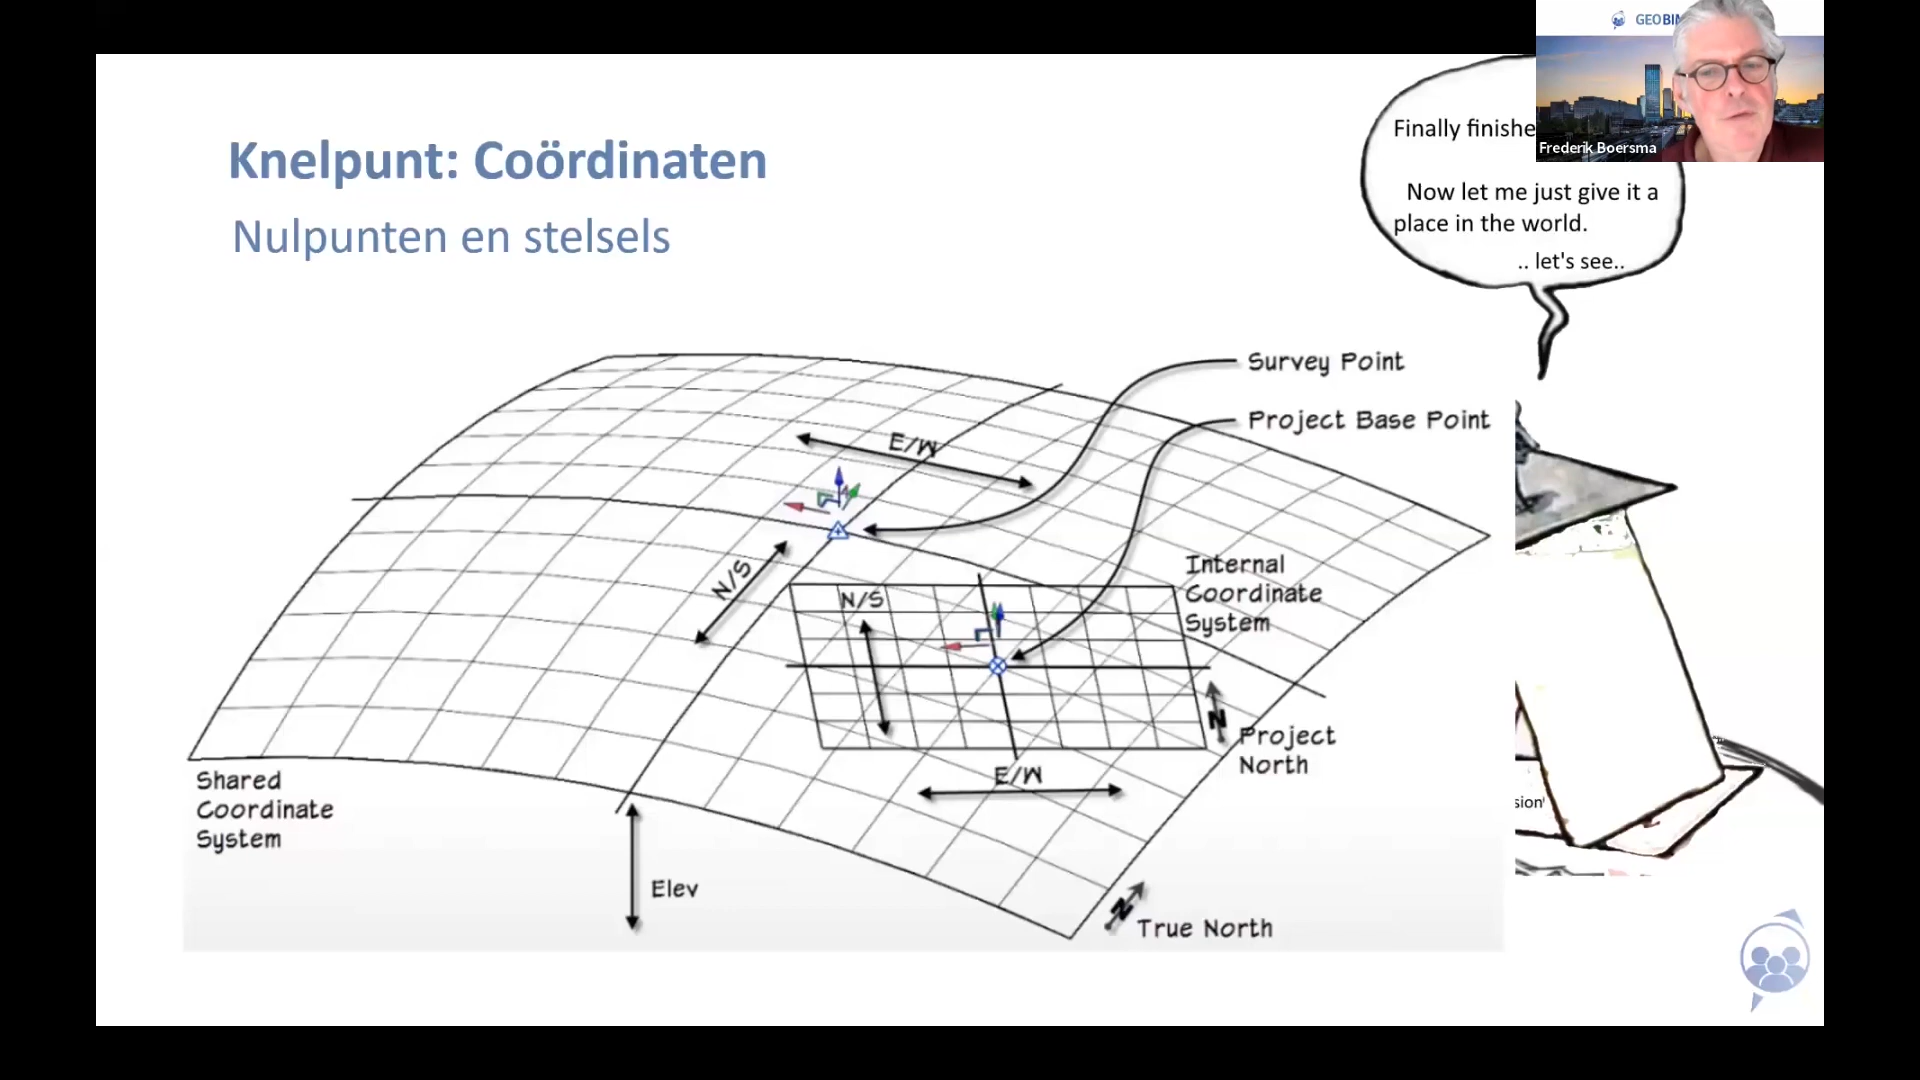 GEOBIM
Frederik Boersma
Knelpunt: Coördinaten
Nulpunten en stelsels
Finally finishe
Now let me just give it a
place in the world.
.. let's see..
Survey Point
Project Base Point
E/W
N/S
N/S
Internal
Coordinate
System
N
Project
North
E/W
Shared
Coordinate
System
Elev
N
True North
sion'